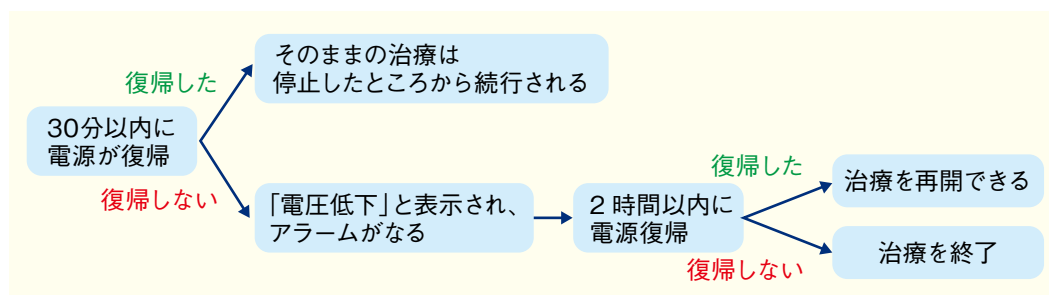 30分以内に
電源が復帰
復帰した
そのままの治療は
停止したところから続行される
復帰しない
「電圧低下」と表示され、
アラームがなる
2時間以内に
電源復帰
復帰した
治療を再開できる
復帰しない
治療を終了